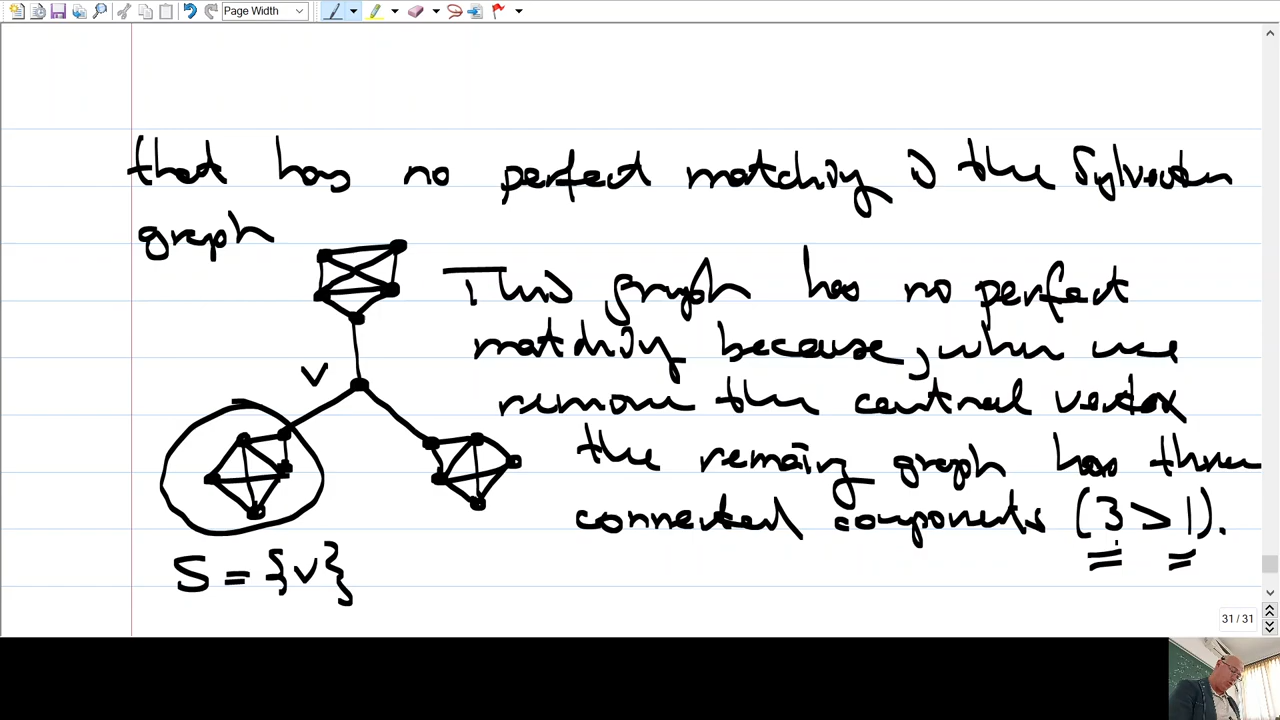 Page Width
that has no perfect matching is the Sylvester
graph
This graph has no perfect
matching because, when we
remove the central vertex
the remaining graph has three
connected components (3 > 1).
V
S = {v}
31 / 31